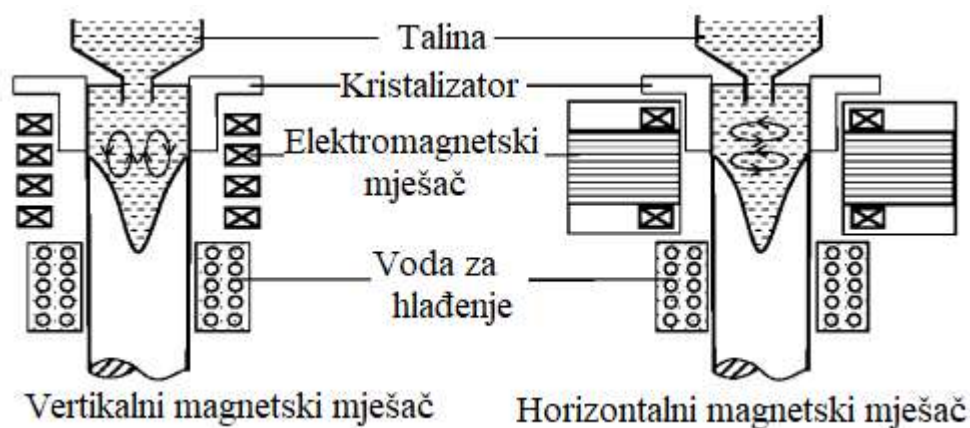 Talina
Kristalizator
Elektromagnetski
mješač
Voda za
hlađenje
Vertikalni magnetski mješač
Horizontalni magnetski mješač